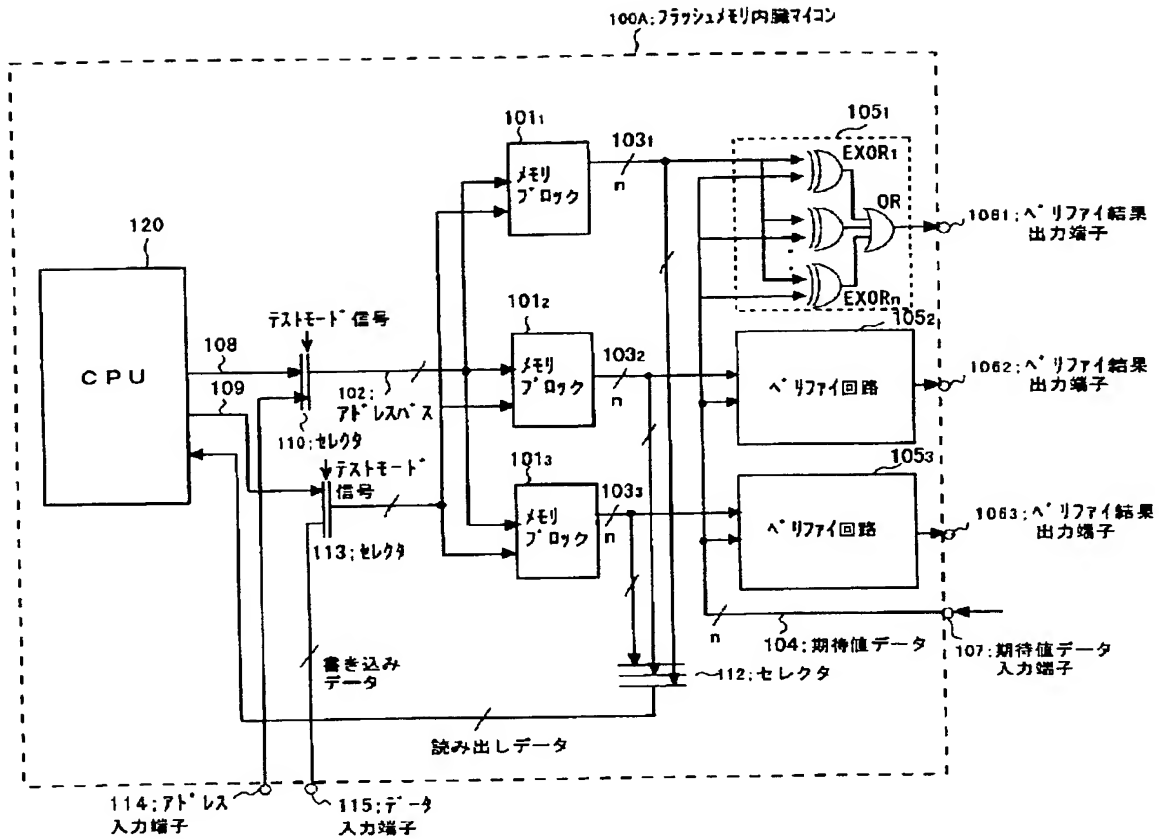 100A:フラッシュメモリ内臓マイコン
120
CPU
108
109
テストモード信号
110:セレクタ
102:
アドレスバス
テストモード
信号
113:セレクタ
書き込み
データ
114:アドレス
入力端子
115:データ
入力端子
101₁
メモリ
ブロック
103₁
n
101₂
メモリ
ブロック
103₂
n
101₃
メモリ
ブロック
103₃
n
112:セレクタ
読み出しデータ
105₁
EXOR₁
OR
EXORn
106₁:ベリファイ結果
出力端子
105₂
ベリファイ回路
106₂:ベリファイ結果
出力端子
105₃
ベリファイ回路
106₃:ベリファイ結果
出力端子
n
104:期待値データ
107:期待値データ
入力端子